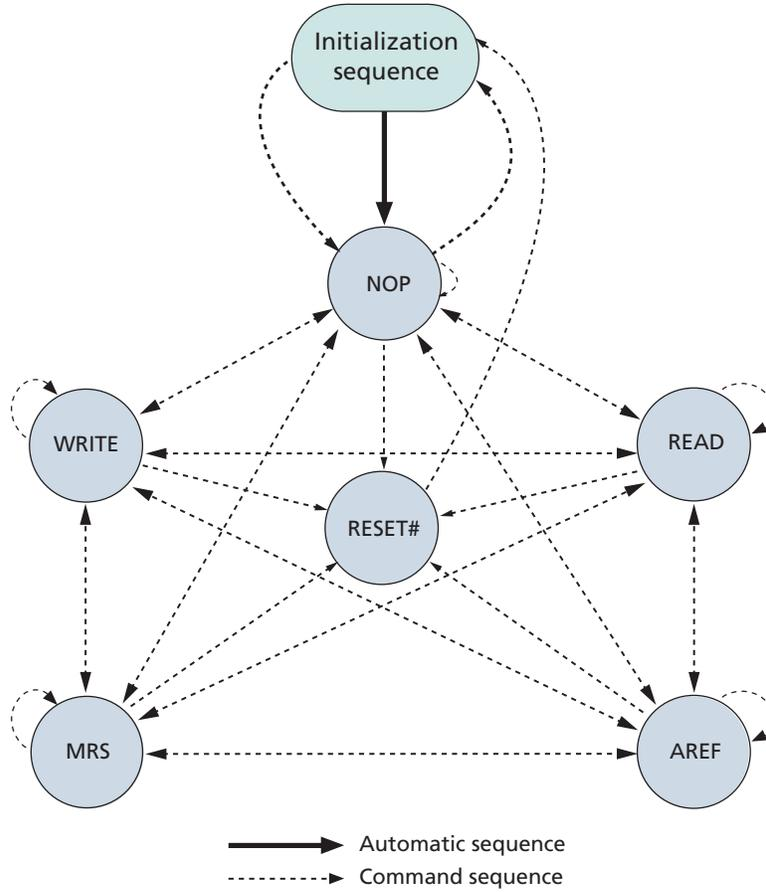 Initialization
sequence
NOP
WRITE
READ
RESET#
MRS
AREF
Automatic sequence
Command sequence